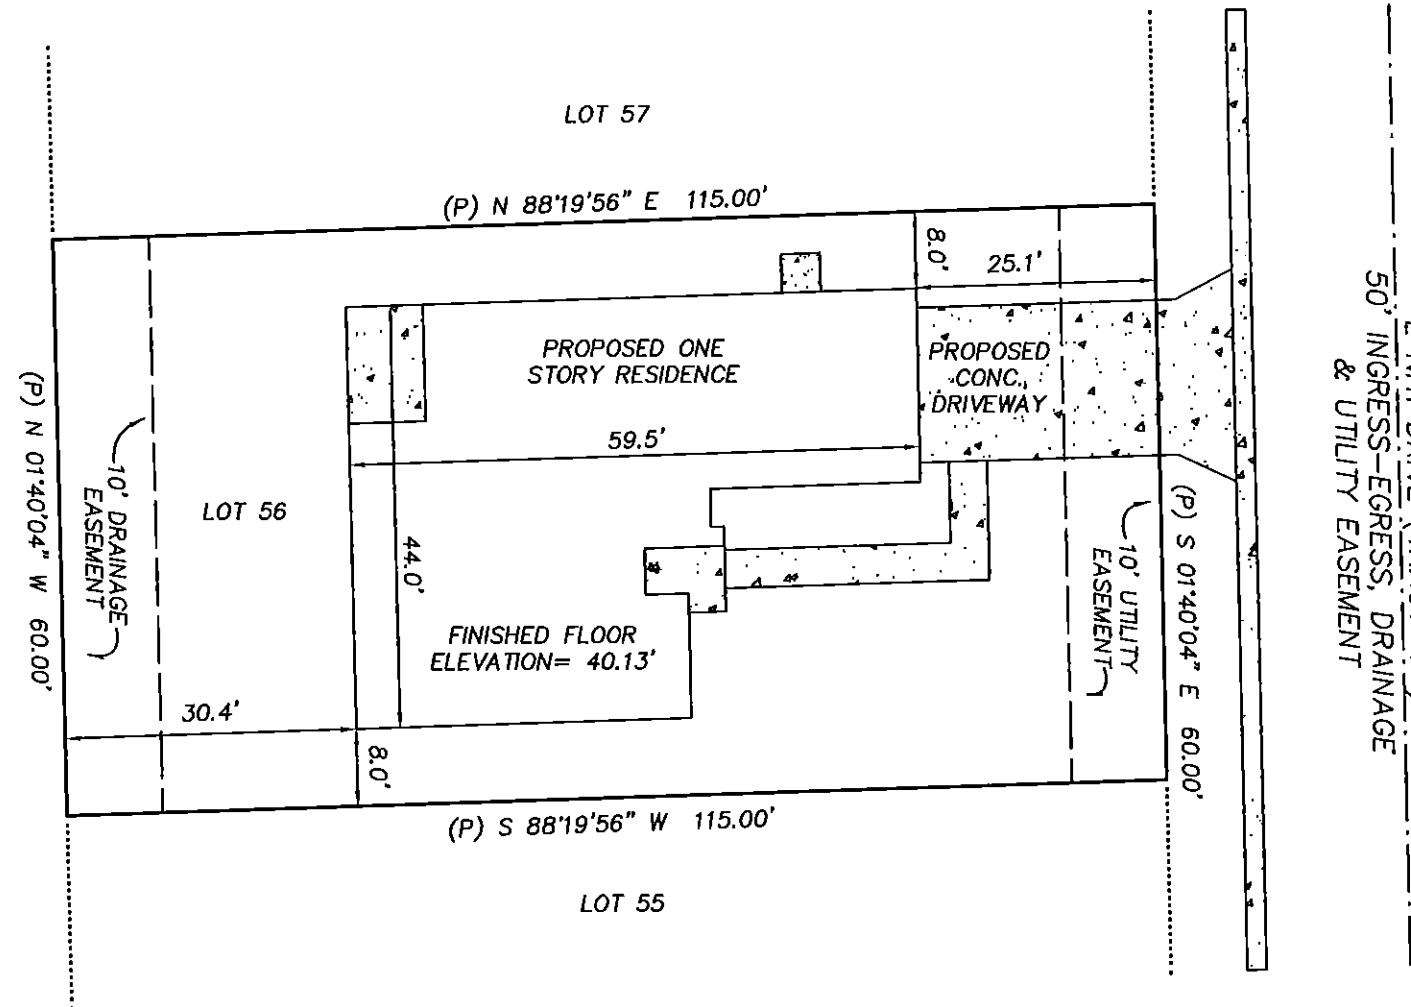 LOT 57
(P) N 88°19'56" E 115.00'
8.0'
25.1'
PROPOSED ONE
STORY RESIDENCE
PROPOSED
CONC.
DRIVEWAY
59.5'
(P) N 01°40'04" W 60.00'
10' DRAINAGE
EASEMENT
LOT 56
44.0'
FINISHED FLOOR
ELEVATION= 40.13'
10' UTILITY
EASEMENT
(P) S 01°40'04" E 60.00'
30.4'
8.0'
(P) S 88°19'56" W 115.00'
LOT 55
50' INGRESS-EGRESS, DRAINAGE
& UTILITY EASEMENT